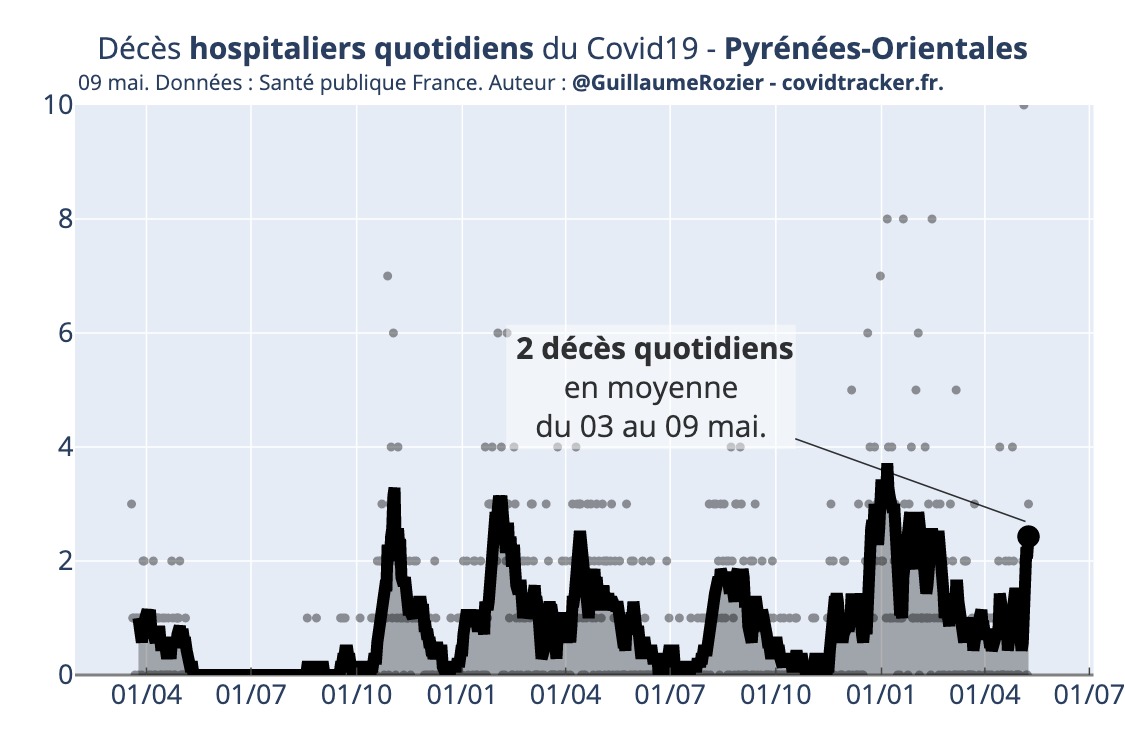 Décès hospitaliers quotidiens du Covid19 - Pyrénées-Orientales
09 mai. Données : Santé publique France. Auteur : @GuillaumeRozier - covidtracker.fr.
10
8
6
2 décès quotidiens
en moyenne
du 03 au 09 mai.
4
2
0
01/04 01/07 01/10 01/01 01/04 01/07 01/10 01/01 01/04 01/07